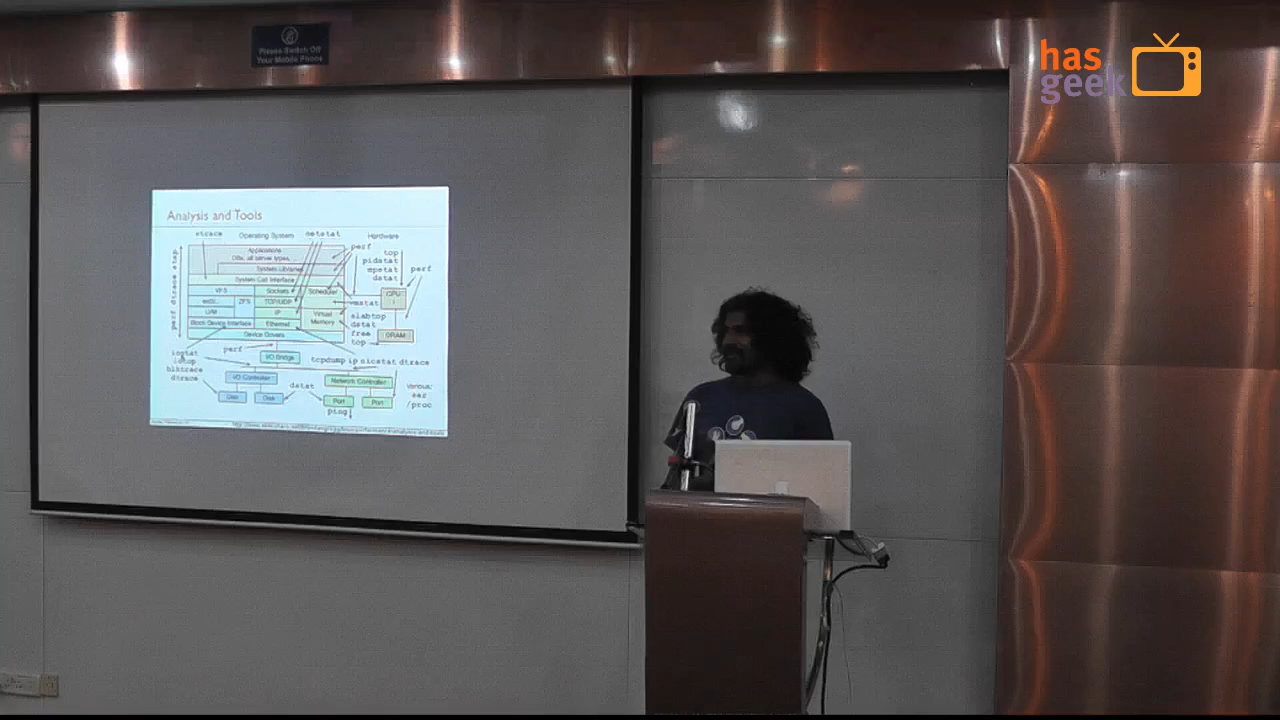 Please Switch Off
Your Mobile Phone
has
geek
Analysis and Tools
strace
Operating System
netstat
Hardware
perf
Applications
DBs, all server types, ...
System Libraries
System Call Interface
top
pidstat
mpstat
dstat
perf
VFS
Sockets
Scheduler
ext3/...
ZFS
TCP/UDP
vmstat
CPU
1
LVM
IP
Virtual
Memory
slabtop
dstat
free
top
Block Device Interface
Ethernet
Device Drivers
DRAM
perf dtrace stap
iostat
iotop
blktrace
dtrace
perf
I/O Bridge
tcpdump ip nicstat dtrace
I/O Controller
Network Controller
Disk
Disk
dstat
Port
Port
ping
Various:
sar
/proc